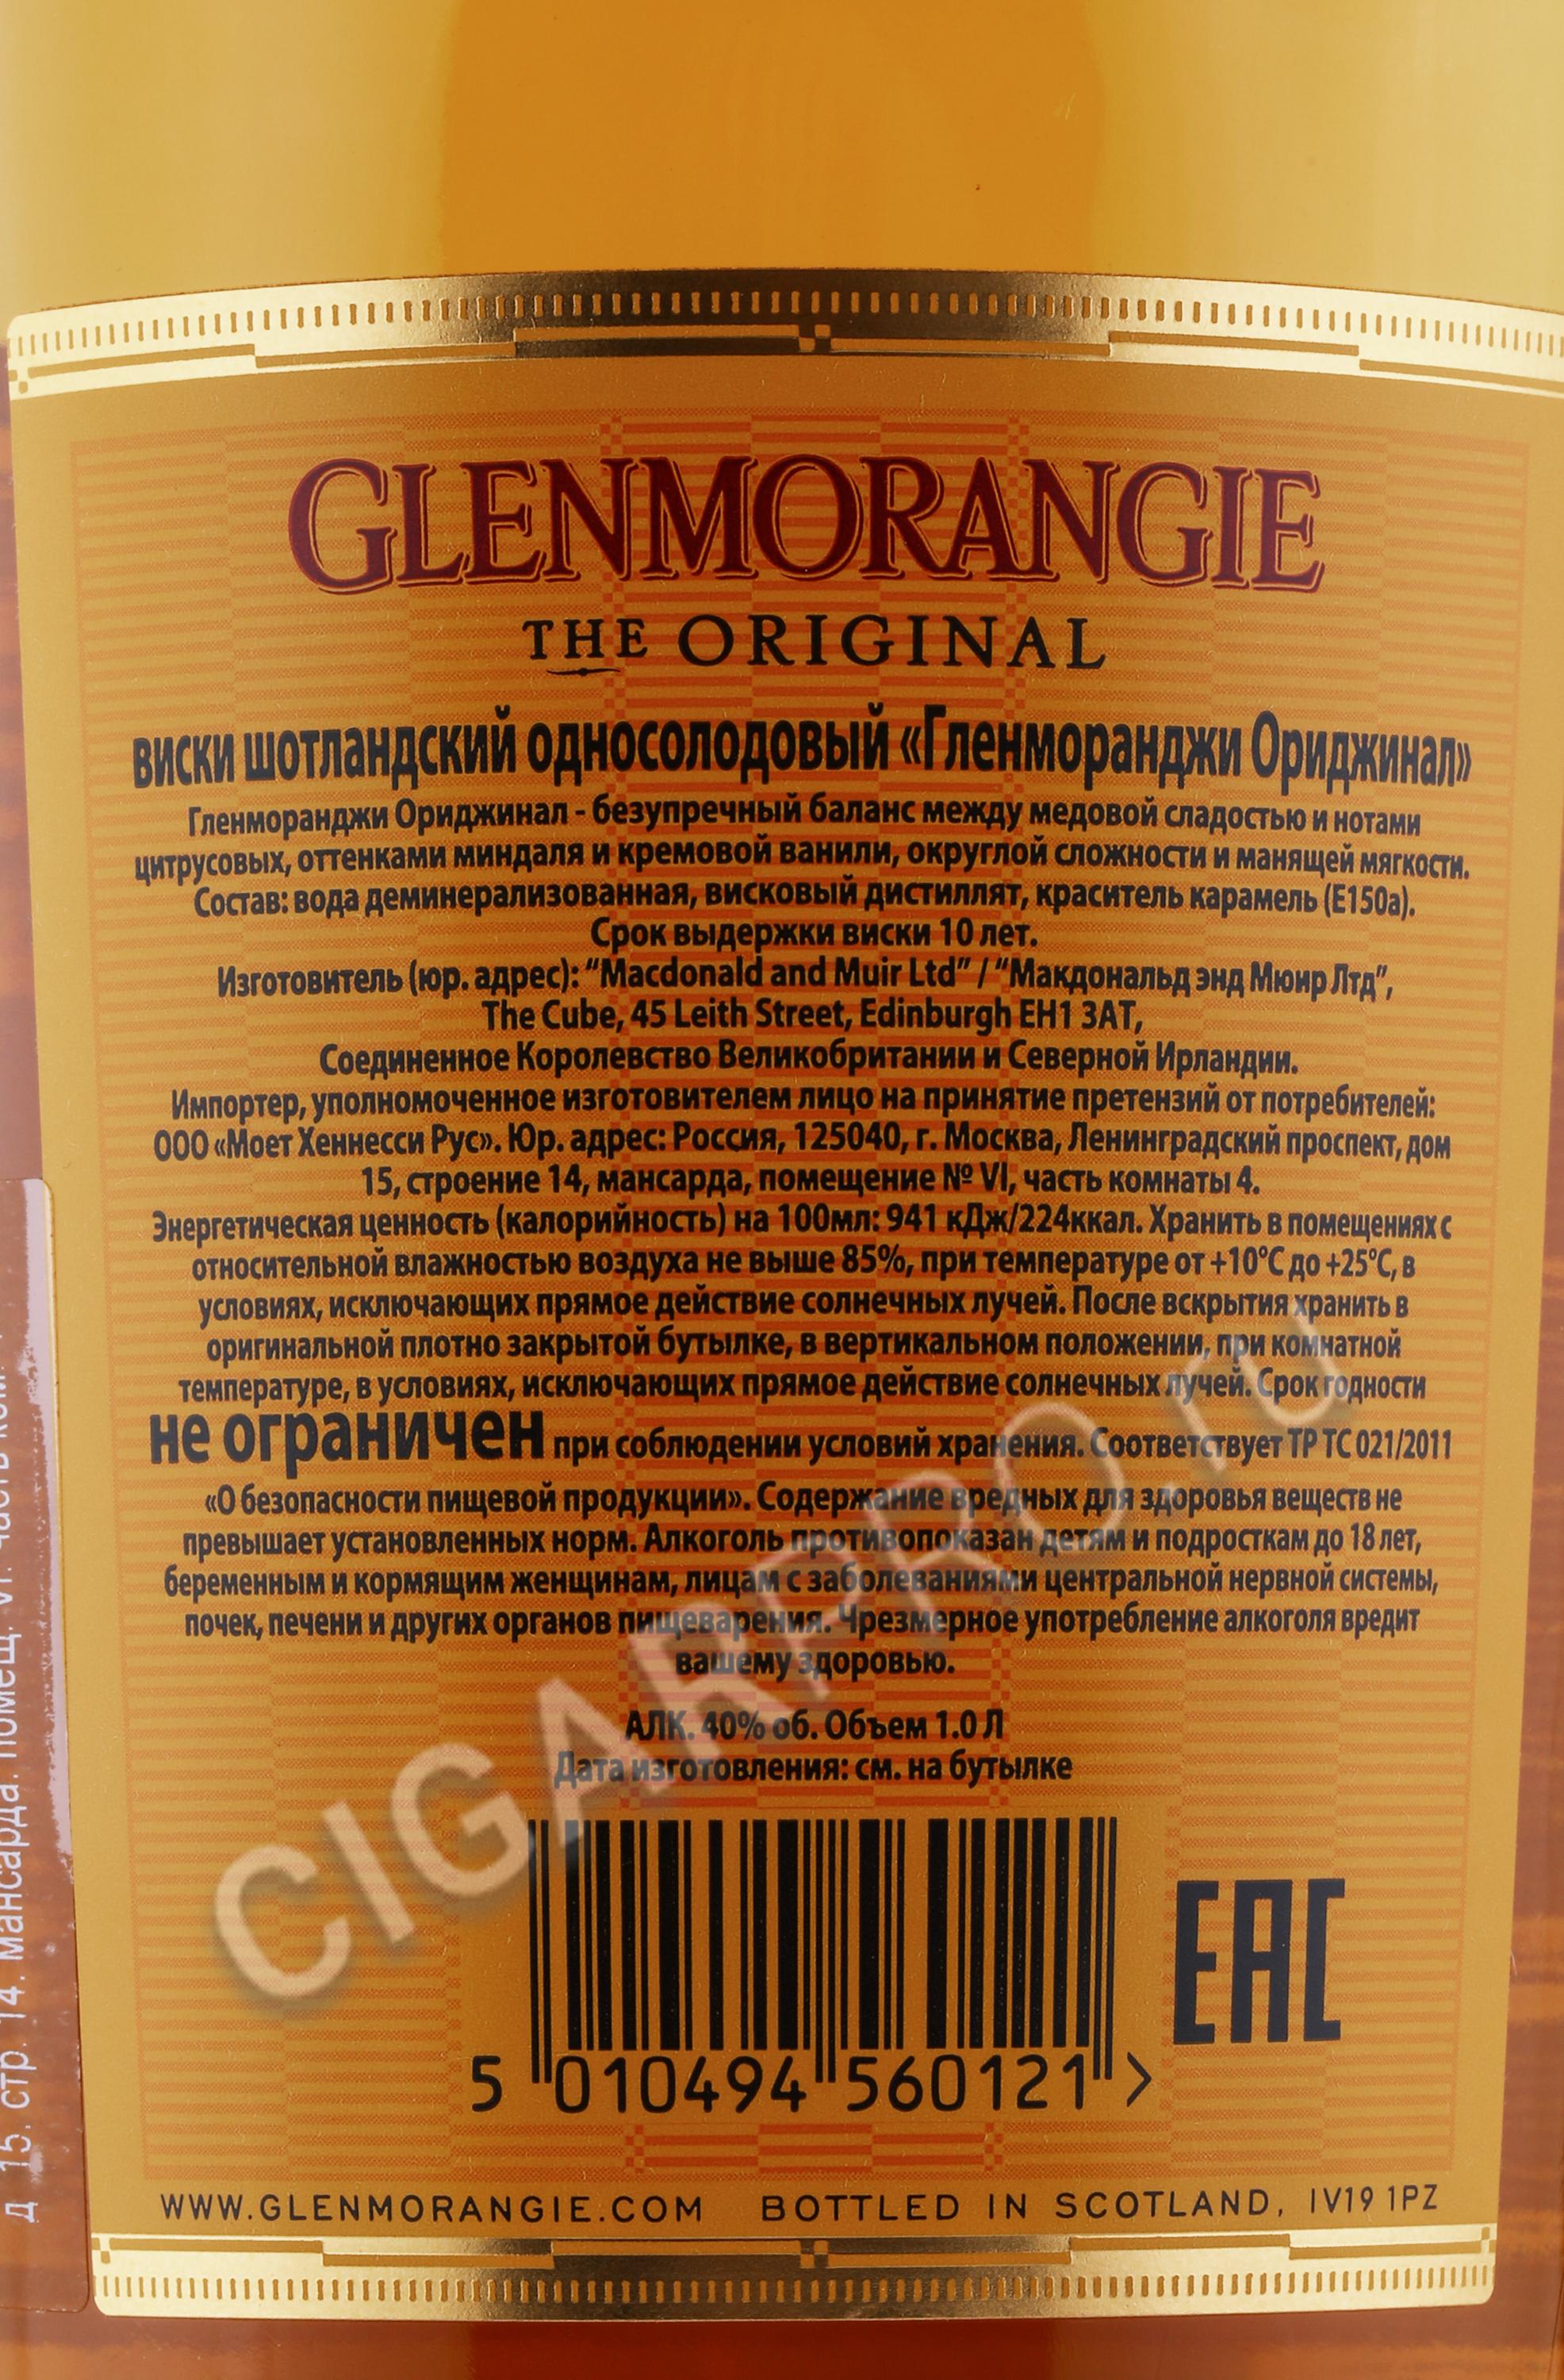 GLENMORANGIE
THE ORIGINAL
виски шотландский односолодовый «Гленморанджи Ориджинал»
Гленморанджи Ориджинал - безупречный баланс между медовой сладостью и нотами
цитрусовых, оттенками миндаля и кремовой ванили, округлой сложности и манящей мягкости.
Состав: вода деминерализованная, висковый дистиллят, краситель карамель (E150a).
Срок выдержки виски 10 лет.
Изготовитель (юр. адрес): “Macdonald and Muir Ltd” / “Макдональд энд Мюир Лтд”,
The Cube, 45 Leith Street, Edinburgh EH1 3AT,
Соединенное Королевство Великобритании и Северной Ирландии.
Импортер, уполномоченное изготовителем лицо на принятие претензий от потребителей:
ООО «Моет Хеннесси Рус». Юр. адрес: Россия, 125040, г. Москва, Ленинградский проспект, дом
15, строение 14, мансарда, помещение № VI, часть комнаты 4.
Энергетическая ценность (калорийность) на 100мл: 941 кДж/224ккал. Хранить в помещениях с
относительной влажностью воздуха не выше 85%, при температуре от +10°C до +25°C, в
условиях, исключающих прямое действие солнечных лучей. После вскрытия хранить в
оригинальной плотно закрытой бутылке, в вертикальном положении, при комнатной
температуре, в условиях, исключающих прямое действие солнечных лучей. Срок годности
не ограничен при соблюдении условий хранения. Соответствует ТР ТС 021/2011
«О безопасности пищевой продукции». Содержание вредных для здоровья веществ не
превышает установленных норм. Алкоголь противопоказан детям и подросткам до 18 лет,
беременным и кормящим женщинам, лицам с заболеваниями центральной нервной системы,
почек, печени и других органов пищеварения. Чрезмерное употребление алкоголя вредит
вашему здоровью.
АЛК. 40% об. Объем 1.0 Л
Дата изготовления: см. на бутылке
5 010494 560121 >
EAC
WWW.GLENMORANGIE.COM BOTTLED IN SCOTLAND, IV19 1PZ
CIGARPRO.ru
д. 15. стр. 14. мансарда. помещ. VI. часть